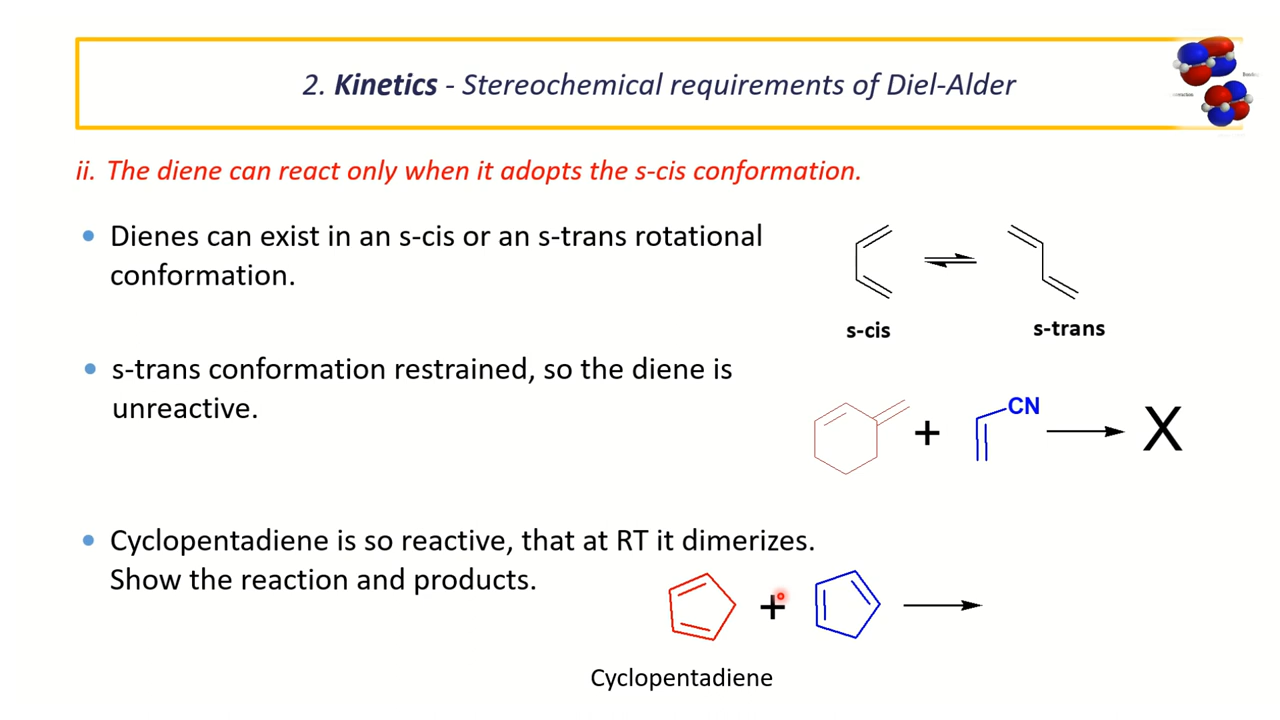 2. Kinetics - Stereochemical requirements of Diel-Alder
ii. The diene can react only when it adopts the s-cis conformation.
• Dienes can exist in an s-cis or an s-trans rotational
conformation.
s-cis
s-trans
• s-trans conformation restrained, so the diene is
unreactive.
+
CN
X
• Cyclopentadiene is so reactive, that at RT it dimerizes.
Show the reaction and products.
+
Cyclopentadiene